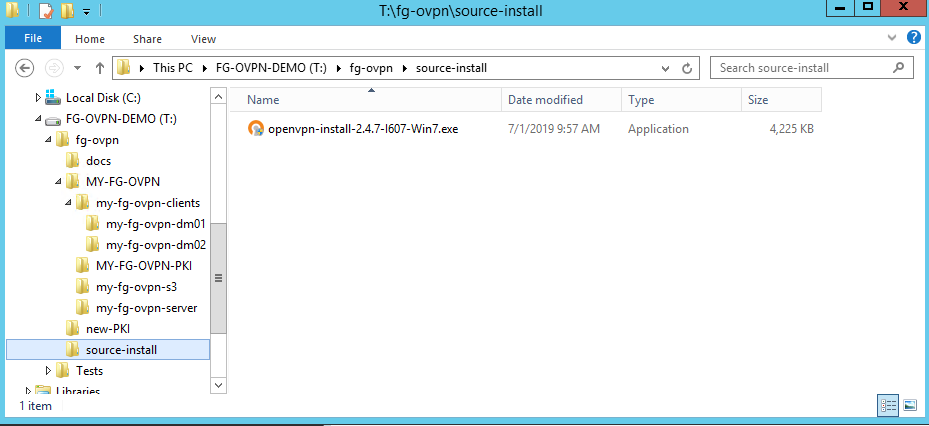 T:\fg-ovpn\source-install
File Home Share View
This PC FG-OVPN-DEMO (T:) fg-ovpn source-install Search source-install
Local Disk (C:)
FG-OVPN-DEMO (T:)
fg-ovpn
docs
MY-FG-OVPN
my-fg-ovpn-clients
my-fg-ovpn-dm01
my-fg-ovpn-dm02
MY-FG-OVPN-PKI
my-fg-ovpn-s3
my-fg-ovpn-server
new-PKI
source-install
Tests
Libraries
Name Date modified Type Size
openvpn-install-2.4.7-I607-Win7.exe 7/1/2019 9:57 AM Application 4,225 KB
1 item